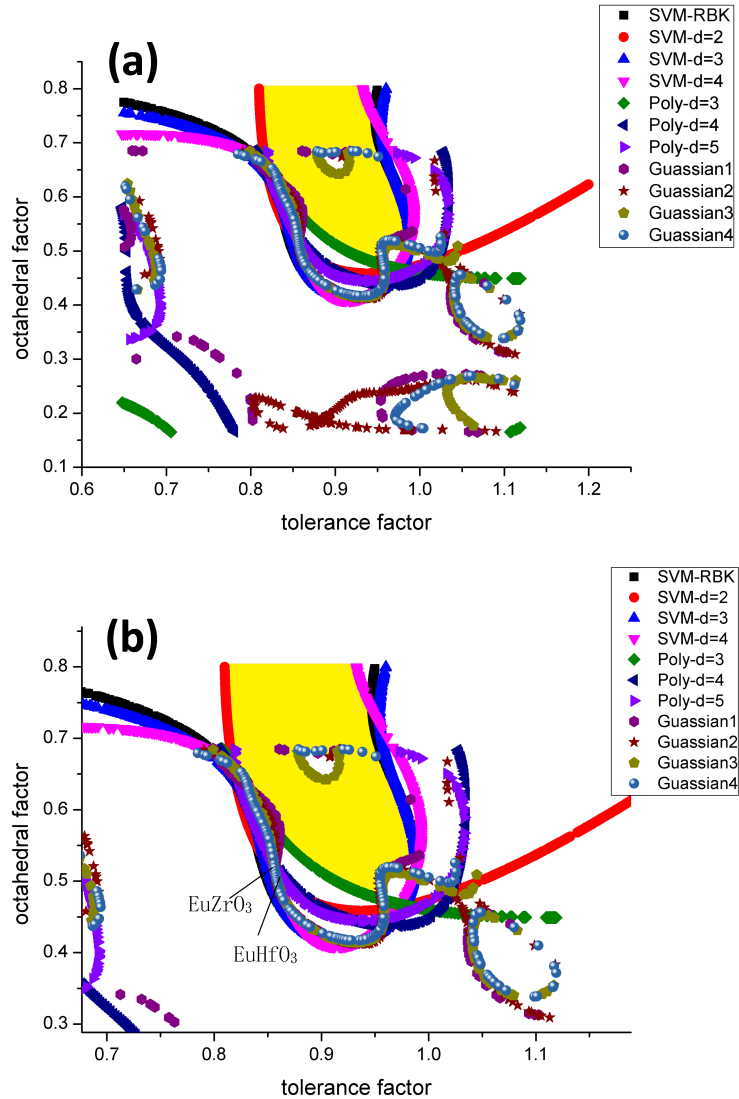 (a)
SVM-RBK
SVM-d=2
SVM-d=3
SVM-d=4
Poly-d=3
Poly-d=4
Poly-d=5
Guassian1
Guassian2
Guassian3
Guassian4
octahedral factor
0.8
0.7
0.6
0.5
0.4
0.3
0.2
0.1
0.6 0.7 0.8 0.9 1.0 1.1 1.2
tolerance factor
(b)
SVM-RBK
SVM-d=2
SVM-d=3
SVM-d=4
Poly-d=3
Poly-d=4
Poly-d=5
Guassian1
Guassian2
Guassian3
Guassian4
octahedral factor
0.8
0.7
0.6
0.5
0.4
0.3
EuZrO₃
EuHfO₃
0.7 0.8 0.9 1.0 1.1
tolerance factor